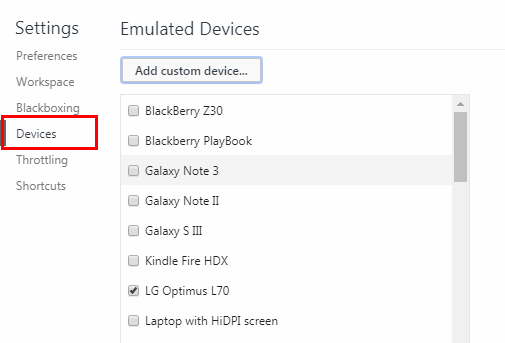 Settings
Preferences
Workspace
Blackboxing
Devices
Throttling
Shortcuts
Emulated Devices
Add custom device...
BlackBerry Z30
Blackberry PlayBook
Galaxy Note 3
Galaxy Note II
Galaxy S III
Kindle Fire HDX
LG Optimus L70
Laptop with HiDPI screen